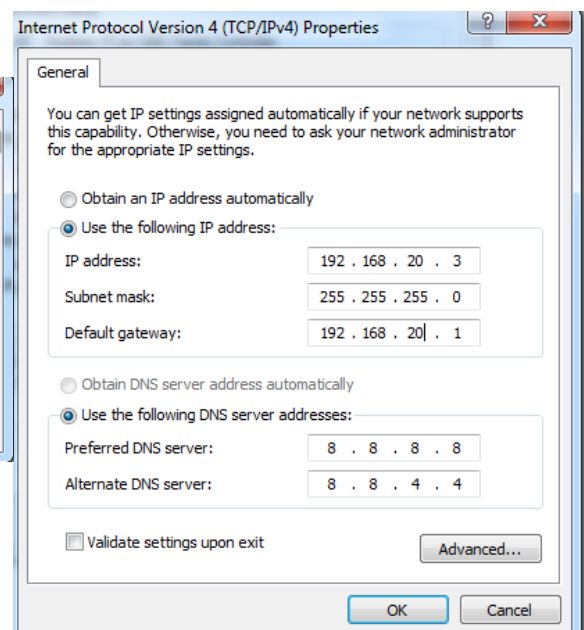 Internet Protocol Version 4 (TCP/IPv4) Properties
? X
General
You can get IP settings assigned automatically if your network supports
this capability. Otherwise, you need to ask your network administrator
for the appropriate IP settings.
Obtain an IP address automatically
Use the following IP address:
IP address: 192 . 168 . 20 . 3
Subnet mask: 255 . 255 . 255 . 0
Default gateway: 192 . 168 . 20 . 1
Obtain DNS server address automatically
Use the following DNS server addresses:
Preferred DNS server: 8 . 8 . 8 . 8
Alternate DNS server: 8 . 8 . 4 . 4
Validate settings upon exit
Advanced...
OK Cancel